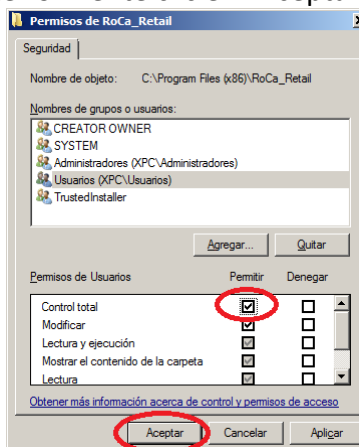 Permisos de RoCa_Retail
Seguridad
Nombre de objeto: C:\Program Files (x86)\RoCa_Retail
Nombres de grupos o usuarios:
CREATOR OWNER
SYSTEM
Administradores (XPC\Administradores)
Usuarios (XPC\Usuarios)
TrustedInstaller
Agregar... Quitar
Permisos de Usuarios Permitir Denegar
Control total
Modificar
Lectura y ejecución
Mostrar el contenido de la carpeta
Lectura
Obtener más información acerca de control y permisos de acceso
Aceptar Cancelar Aplicar